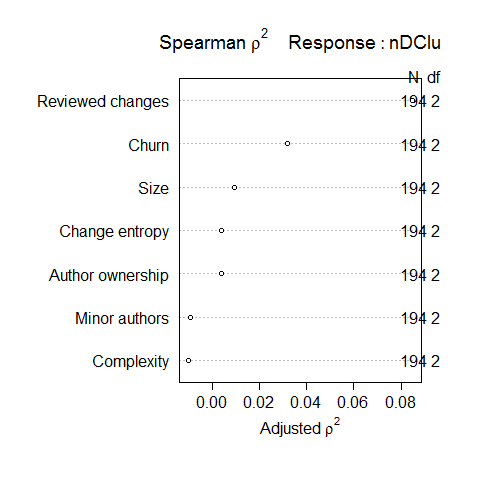 Spearman ρ² Response : nDClu
N df
Reviewed changes 194 2
Churn 194 2
Size 194 2
Change entropy 194 2
Author ownership 194 2
Minor authors 194 2
Complexity 194 2
0.00 0.02 0.04 0.06 0.08
Adjusted ρ²